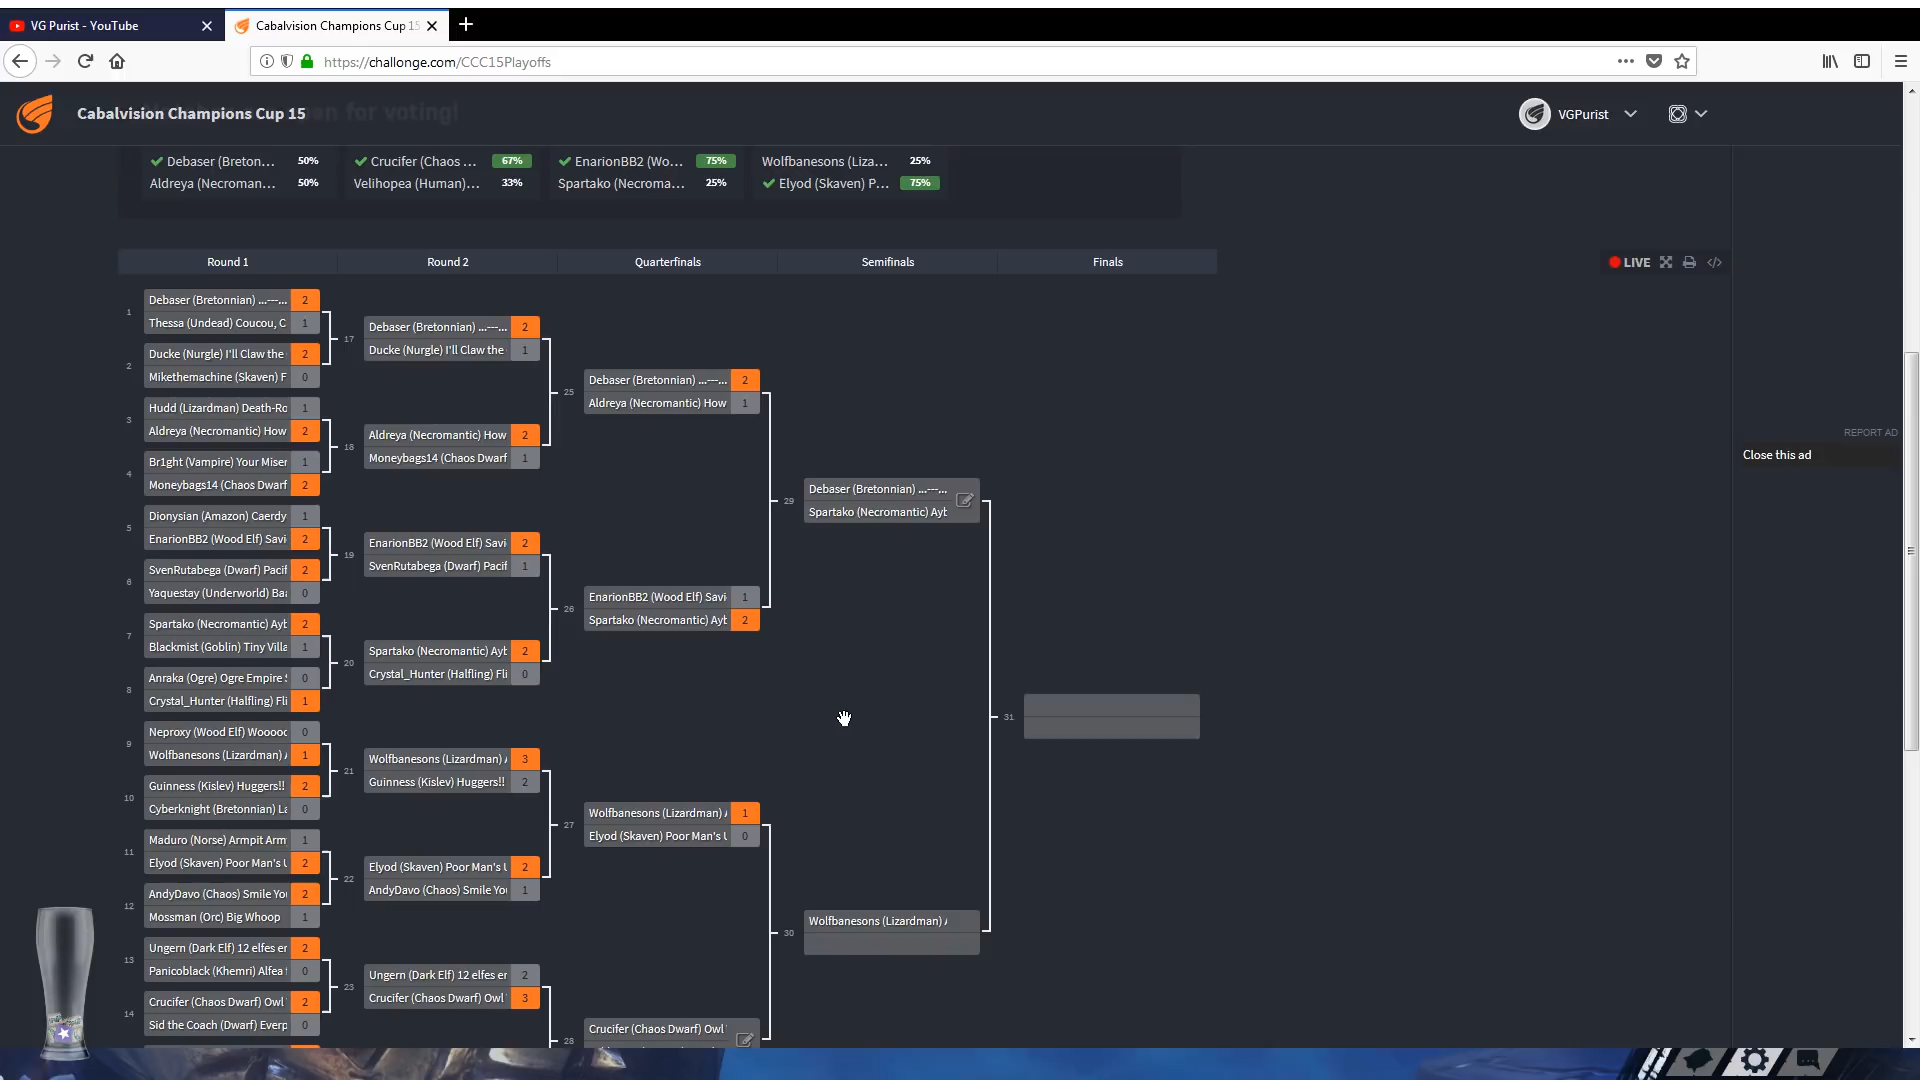 VG Purist - YouTube
Cabalvision Champions Cup 15
https://challonge.com/CCC15Playoffs
Cabalvision Champions Cup 15
en for voting!
VGPurist
Debaser (Breton... 50%
Aldreya (Necroman... 50%
Crucifer (Chaos ... 67%
Velihopea (Human)... 33%
EnarionBB2 (Wo... 75%
Spartako (Necroma... 25%
Wolfbanesons (Liza... 25%
Elyod (Skaven) P... 75%
Round 1
Round 2
Quarterfinals
Semifinals
Finals
LIVE
REPORT AD
Close this ad
1
Debaser (Bretonnian) ...---... 2
Thessa (Undead) Coucou, C 1
2
Ducke (Nurgle) I'll Claw the 2
Mikethemachine (Skaven) F 0
3
Hudd (Lizardman) Death-Ro 1
Aldreya (Necromantic) How 2
4
Br1ght (Vampire) Your Miser 1
Moneybags14 (Chaos Dwarf 2
5
Dionysian (Amazon) Caerdy 1
EnarionBB2 (Wood Elf) Savi 2
6
SvenRutabega (Dwarf) Pacif 2
Yaquestay (Underworld) Baa 0
7
Spartako (Necromantic) Ayb 2
Blackmist (Goblin) Tiny Villa 1
8
Anraka (Ogre) Ogre Empire S 0
Crystal_Hunter (Halfling) Fli 1
9
Neproxy (Wood Elf) Wooooc 0
Wolfbanesons (Lizardman) A 1
10
Guinness (Kislev) Huggers!! 2
Cyberknight (Bretonnian) La 0
11
Maduro (Norse) Armpit Arm 1
Elyod (Skaven) Poor Man's U 2
12
AndyDavo (Chaos) Smile You 2
Mossman (Orc) Big Whoop 1
13
Ungern (Dark Elf) 12 elfes er 2
Panicoblack (Khemri) Alfea 0
14
Crucifer (Chaos Dwarf) Owl 2
Sid the Coach (Dwarf) Everp 0
17
Debaser (Bretonnian) ...---... 2
Ducke (Nurgle) I'll Claw the 1
18
Aldreya (Necromantic) How 2
Moneybags14 (Chaos Dwarf 1
19
EnarionBB2 (Wood Elf) Savi 2
SvenRutabega (Dwarf) Pacif 1
20
Spartako (Necromantic) Ayb 2
Crystal_Hunter (Halfling) Fli 0
21
Wolfbanesons (Lizardman) A 3
Guinness (Kislev) Huggers!! 2
22
Elyod (Skaven) Poor Man's U 2
AndyDavo (Chaos) Smile You 1
23
Ungern (Dark Elf) 12 elfes er 2
Crucifer (Chaos Dwarf) Owl 3
25
Debaser (Bretonnian) ...---... 2
Aldreya (Necromantic) How 1
26
EnarionBB2 (Wood Elf) Savi 1
Spartako (Necromantic) Ayb 2
27
Wolfbanesons (Lizardman) A 1
Elyod (Skaven) Poor Man's U 0
28
Crucifer (Chaos Dwarf) Owl
29
Debaser (Bretonnian) ...---...
Spartako (Necromantic) Ayb
30
Wolfbanesons (Lizardman) A
31